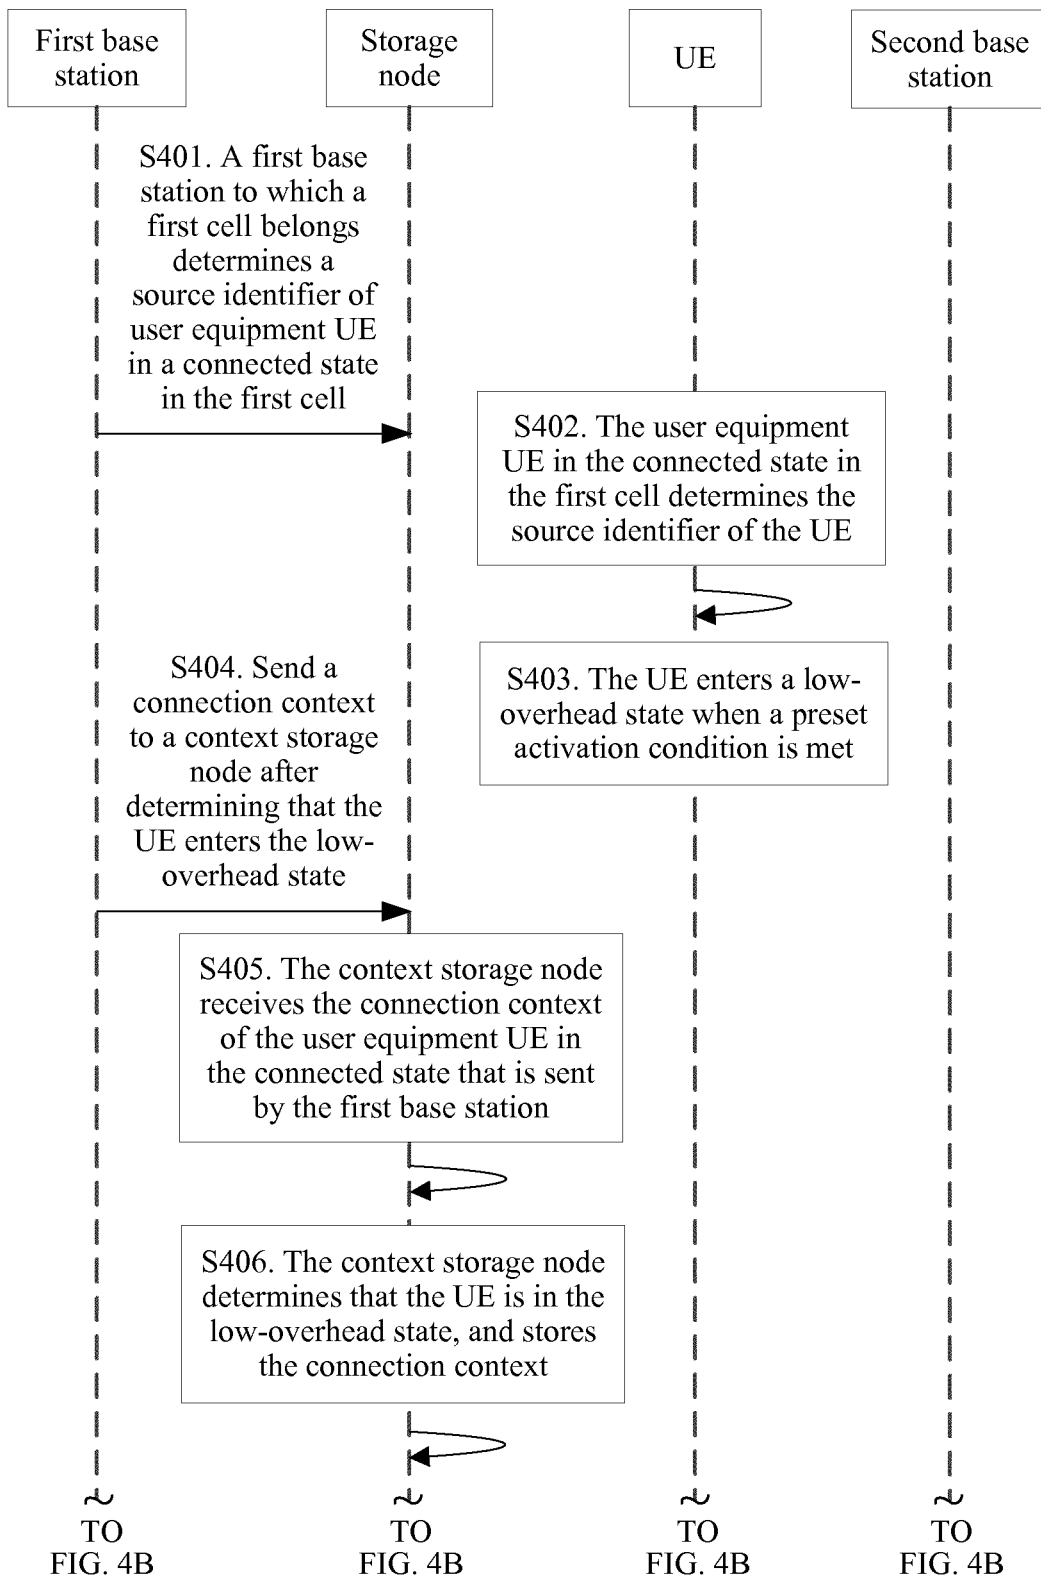 First base
station
Storage
node
UE
Second base
station
S401. A first base
station to which a
first cell belongs
determines a
source identifier of
user equipment UE
in a connected state
in the first cell
S402. The user equipment
UE in the connected state in
the first cell determines the
source identifier of the UE
S403. The UE enters a low-
overhead state when a preset
activation condition is met
S404. Send a
connection context
to a context storage
node after
determining that the
UE enters the low-
overhead state
S405. The context storage node
receives the connection context
of the user equipment UE in
the connected state that is sent
by the first base station
S406. The context storage node
determines that the UE is in the
low-overhead state, and stores
the connection context
TO
FIG. 4B
TO
FIG. 4B
TO
FIG. 4B
TO
FIG. 4B